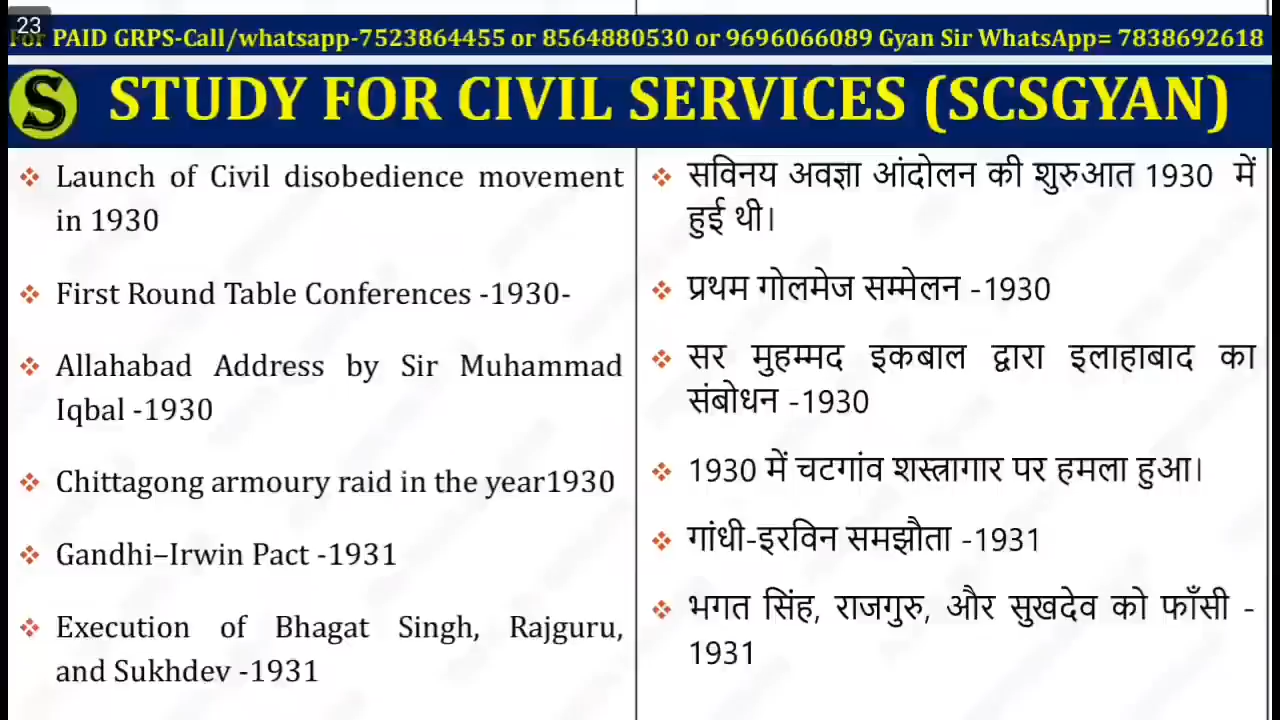 23
For PAID GRPS-Call/whatsapp-7523864455 or 8564880530 or 9696066089 Gyan Sir WhatsApp= 7838692618
S STUDY FOR CIVIL SERVICES (SCSGYAN)
Launch of Civil disobedience movement
in 1930
First Round Table Conferences -1930-
Allahabad Address by Sir Muhammad
Iqbal -1930
Chittagong armoury raid in the year1930
Gandhi–Irwin Pact -1931
Execution of Bhagat Singh, Rajguru,
and Sukhdev -1931
सविनय अवज्ञा आंदोलन की शुरुआत 1930 में
हुई थी।
प्रथम गोलमेज सम्मेलन -1930
सर मुहम्मद इकबाल द्वारा इलाहाबाद का
संबोधन -1930
1930 में चटगांव शस्त्रागार पर हमला हुआ।
गांधी-इरविन समझौता -1931
भगत सिंह, राजगुरु, और सुखदेव को फाँसी -
1931